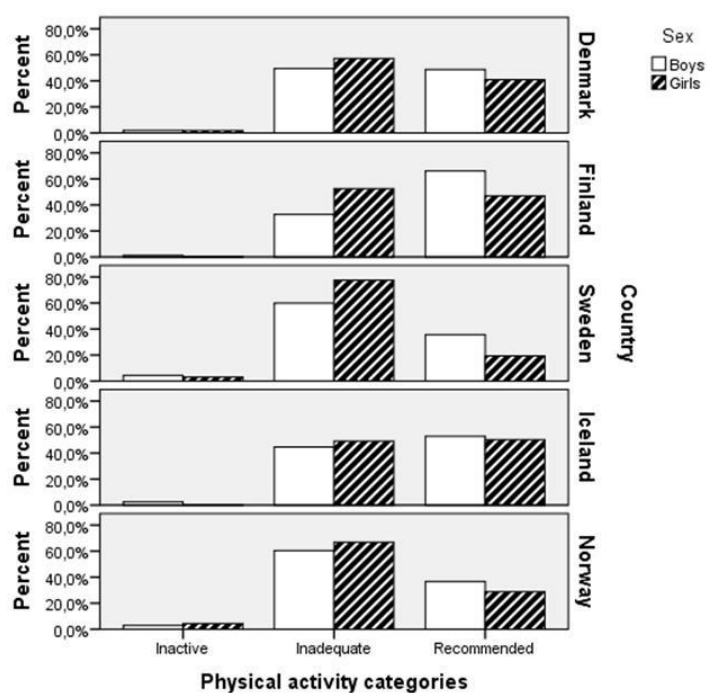 Sex
Boys
Girls
Percent
80,0%
60,0%
40,0%
20,0%
0,0%
Denmark
Percent
80,0%
60,0%
40,0%
20,0%
0,0%
Finland
Percent
80,0%
60,0%
40,0%
20,0%
0,0%
Sweden
Country
Percent
80,0%
60,0%
40,0%
20,0%
0,0%
Iceland
Percent
80,0%
60,0%
40,0%
20,0%
0,0%
Norway
Inactive Inadequate Recommended
Physical activity categories